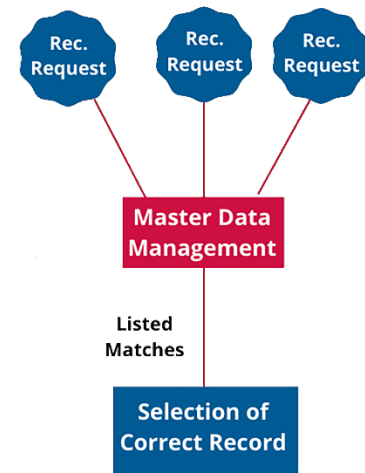 Rec.
Request
Rec.
Request
Rec.
Request
Master Data
Management
Listed
Matches
Selection of
Correct Record